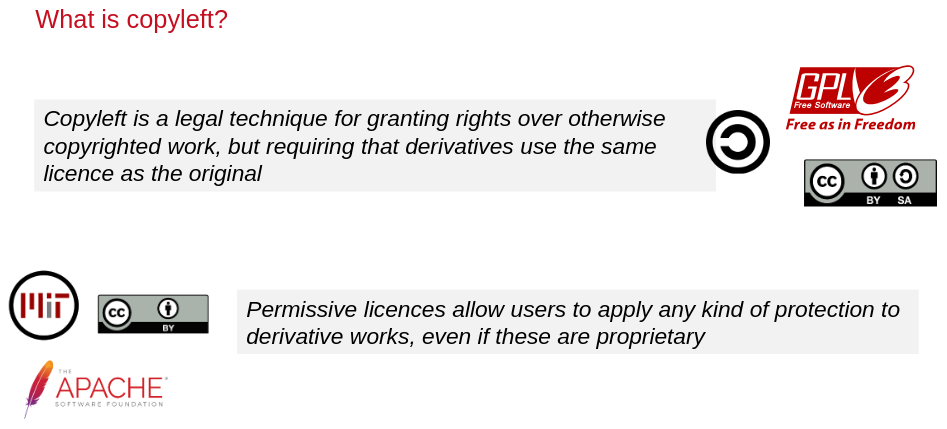 What is copyleft?
GPL 3
Free Software
Free as in Freedom
Copyleft is a legal technique for granting rights over otherwise
copyrighted work, but requiring that derivatives use the same
licence as the original
cc
BY SA
MIT
cc
BY
Permissive licences allow users to apply any kind of protection to
derivative works, even if these are proprietary
THE
APACHE
SOFTWARE FOUNDATION